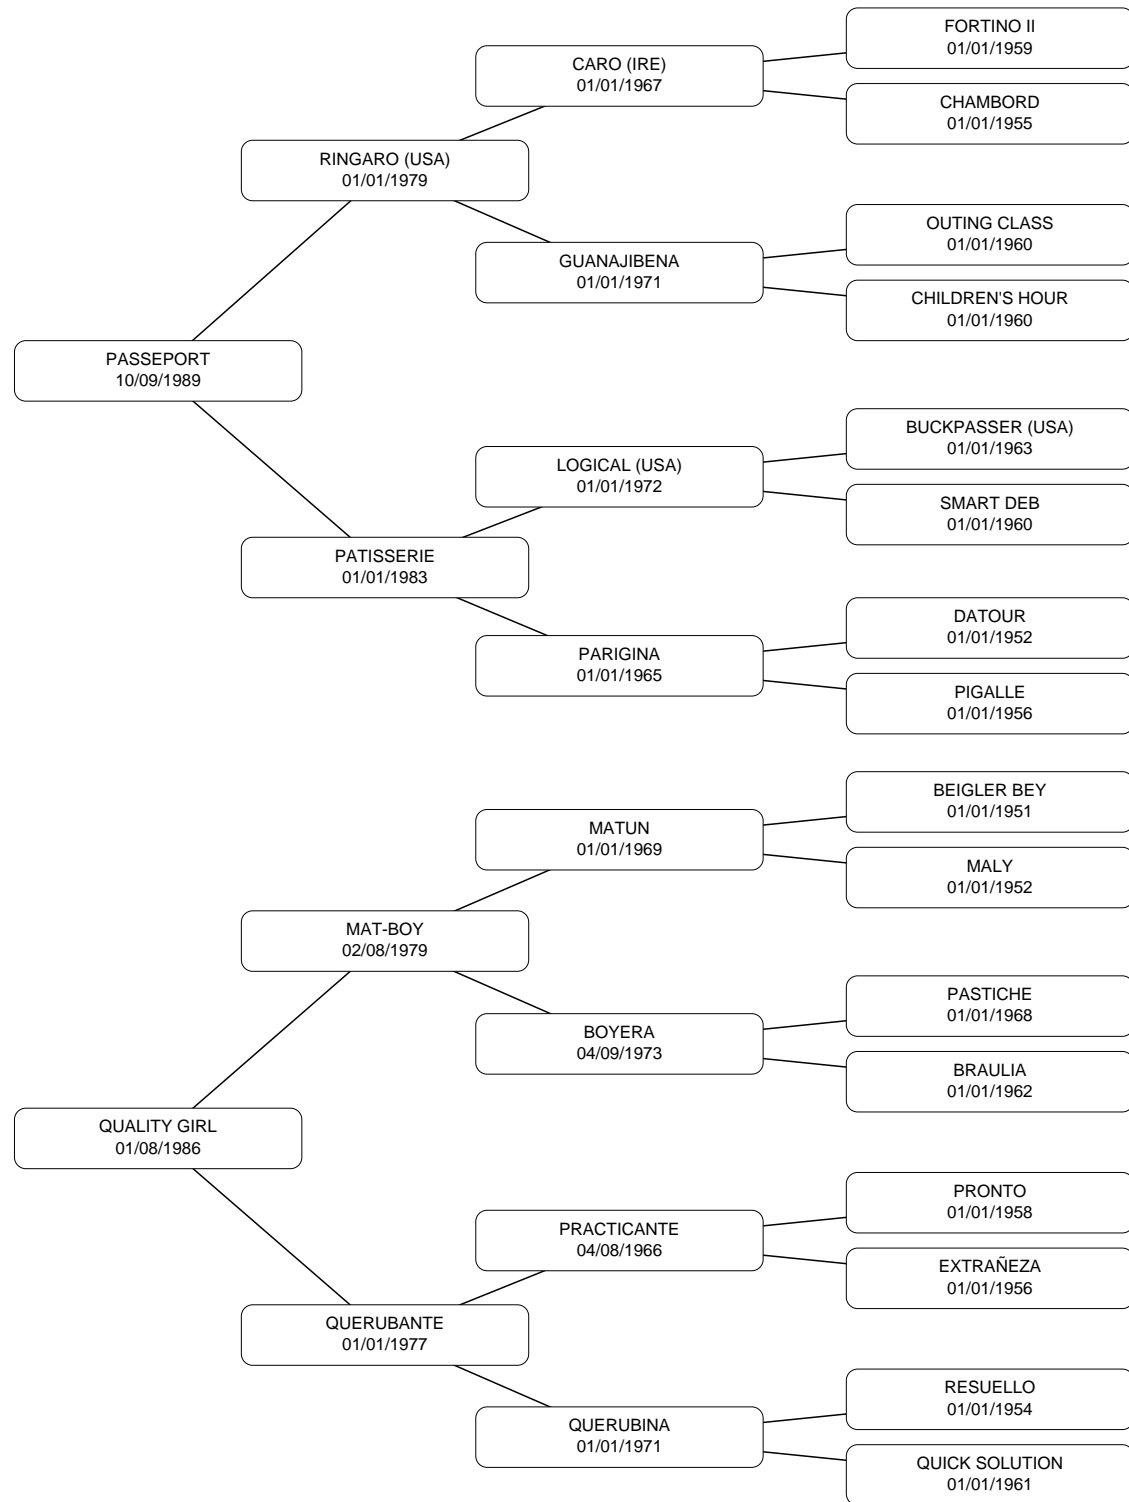 FORTINO II
01/01/1959
CARO (IRE)
01/01/1967
CHAMBORD
01/01/1955
RINGARO (USA)
01/01/1979
OUTING CLASS
01/01/1960
GUANAJIBENA
01/01/1971
CHILDREN'S HOUR
01/01/1960
PASSEPORT
10/09/1989
BUCKPASSER (USA)
01/01/1963
LOGICAL (USA)
01/01/1972
SMART DEB
01/01/1960
PATISSERIE
01/01/1983
DATOUR
01/01/1952
PARIGINA
01/01/1965
PIGALLE
01/01/1956
BEIGLER BEY
01/01/1951
MATUN
01/01/1969
MALY
01/01/1952
MAT-BOY
02/08/1979
PASTICHE
01/01/1968
BOYERA
04/09/1973
BRAULIA
01/01/1962
QUALITY GIRL
01/08/1986
PRONTO
01/01/1958
PRACTICANTE
04/08/1966
EXTRAÑEZA
01/01/1956
QUERUBANTE
01/01/1977
RESUELLO
01/01/1954
QUERUBINA
01/01/1971
QUICK SOLUTION
01/01/1961